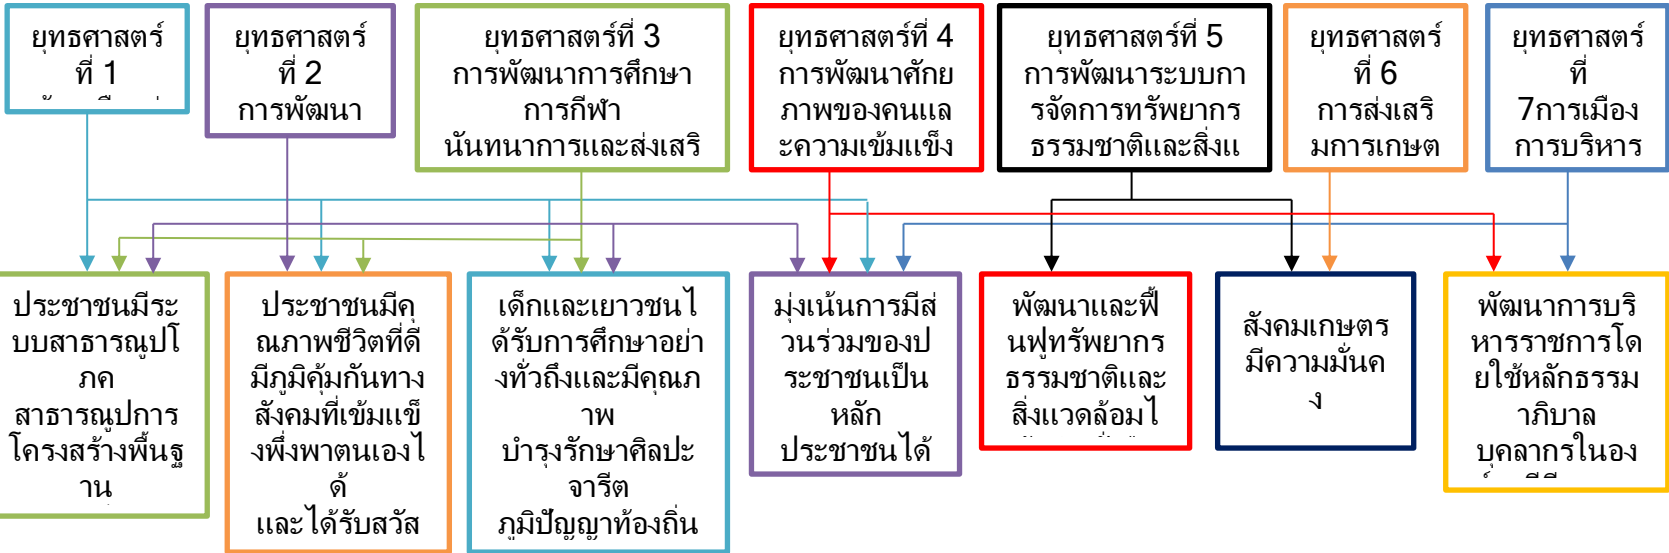 ยุทธศาสตร์
ที่ 1
ยุทธศาสตร์
ที่ 2
การพัฒนา
ยุทธศาสตร์ที่ 3
การพัฒนาการศึกษา
การกีฬา
นันทนาการและส่งเสริ
ยุทธศาสตร์ที่ 4
การพัฒนาศักย
ภาพของคนแล
ะความเข้มแข็ง
ยุทธศาสตร์ที่ 5
การพัฒนาระบบกา
รจัดการทรัพยากร
ธรรมชาติและสิ่งแ
ยุทธศาสตร์
ที่ 6
การส่งเสริ
มการเกษต
ยุทธศาสตร์
ที่
7การเมือง
การบริหาร
ประชาชนมีระ
บบสาธารณูปโ
ภค
สาธารณูปการ
โครงสร้างพื้นฐ
าน
ประชาชนมีคุ
ณภาพชีวิตที่ดี
มีภูมิคุ้มกันทาง
สังคมที่เข้มแข็
งพึ่งพาตนเองไ
ด้
และได้รับสวัส
เด็กและเยาวชนไ
ด้รับการศึกษาอย่า
งทั่วถึงและมีคุณภ
าพ
บำรุงรักษาศิลปะ
จารีต
ภูมิปัญญาท้องถิ่น
มุ่งเน้นการมีส่
วนร่วมของป
ระชาชนเป็น
หลัก
ประชาชนได้
พัฒนาและฟื้
นฟูทรัพยากร
ธรรมชาติและ
สิ่งแวดล้อมไ
สังคมเกษตร
มีความมั่นค
ง
พัฒนาการบริ
หารราชการโด
ยใช้หลักธรรม
าภิบาล
บุคลากรในอง